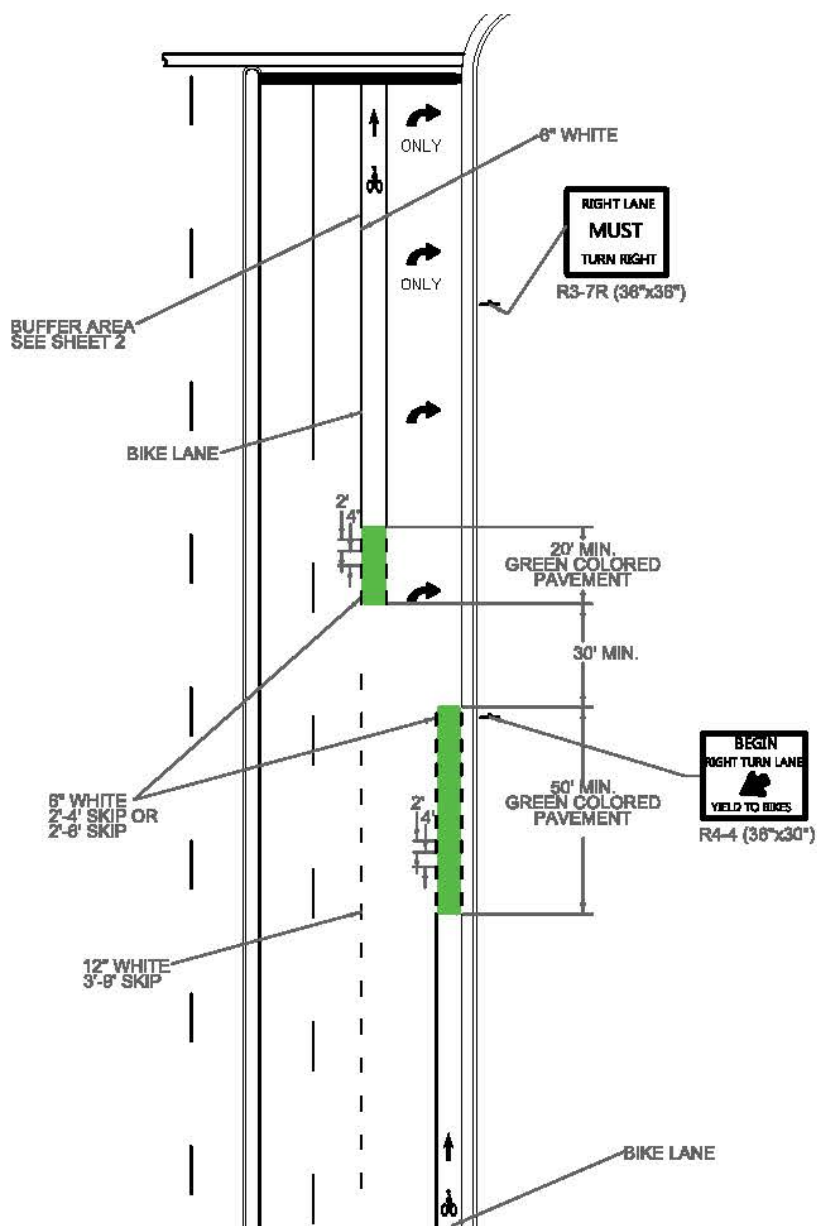 ONLY
6" WHITE
RIGHT LANE
MUST
TURN RIGHT
R3-7R (36"x36")
ONLY
BUFFER AREA
SEE SHEET 2
BIKE LANE
2'
4'
20' MIN.
GREEN COLORED
PAVEMENT
30' MIN.
BEGIN
RIGHT TURN LANE
YIELD TO BIKES
R4-4 (36"x30")
50' MIN.
GREEN COLORED
PAVEMENT
6" WHITE
2'-4' SKIP OR
2'-6' SKIP
2'
4'
12" WHITE
3'-9' SKIP
BIKE LANE